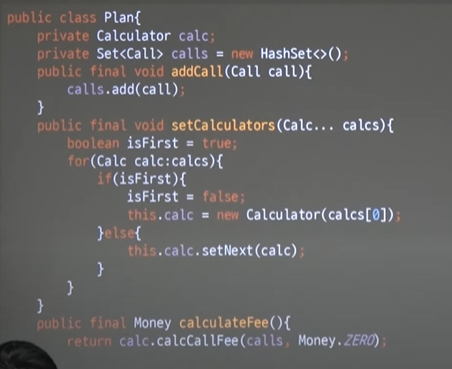 public class Plan{
    private Calculator calc;
    private Set<Call> calls = new HashSet<>();
    public final void addCall(Call call){
        calls.add(call);
    }
    public final void setCalculators(Calc... calcs){
        boolean isFirst = true;
        for(Calc calc:calcs){
            if(isFirst){
                isFirst = false;
                this.calc = new Calculator(calcs[0]);
            }else{
                this.calc.setNext(calc);
            }
        }
    }
    public final Money calculateFee(){
        return calc.calcCallFee(calls, Money.ZERO);